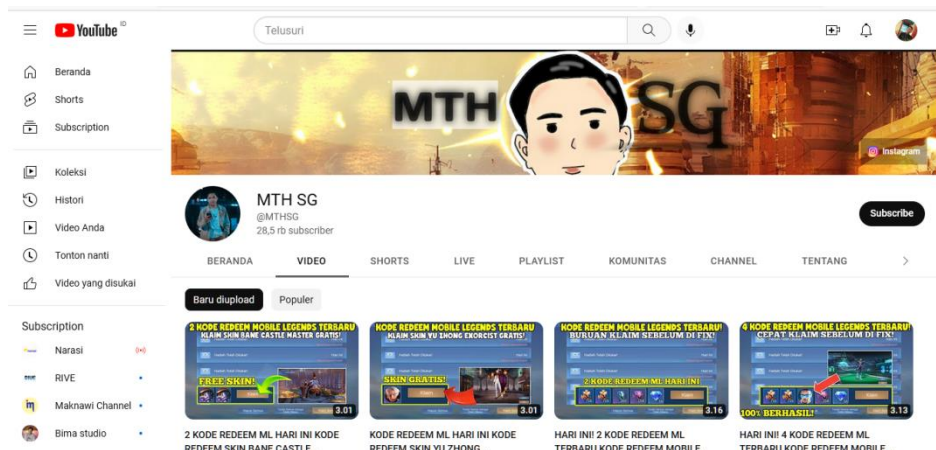 YouTube ID
Telusuri
Beranda
Shorts
Subscription
Koleksi
Histori
Video Anda
Tonton nanti
Video yang disukai
Subscription
Narasi
RIVE
Maknawi Channel
Bima studio
MTH SG
Instagram
MTH SG
@MTHSG
28,5 rb subscriber
Subscribe
BERANDA VIDEO SHORTS LIVE PLAYLIST KOMUNITAS CHANNEL TENTANG
Baru diupload Populer
2 KODE REDEEM MOBILE LEGENDS TERBARU
KLAIM SKIN BANE CASTLE MASTER GRATIS!
FREE SKIN!
3.01
2 KODE REDEEM ML HARI INI KODE
REDEEM SKIN BANE CASTLE
KODE REDEEM MOBILE LEGENDS TERBARU
KLAIM SKIN YU ZHONG EXORCIST GRATIS!
SKIN GRATIS!
3.01
KODE REDEEM ML HARI INI KODE
REDEEM SKIN YU ZHONG
KODE REDEEM MOBILE LEGENDS TERBARU!
BURUAN KLAIM SEBELUM DI FIX!
2 KODE REDEEM ML HARI INI
3.16
HARI INI! 2 KODE REDEEM ML
TERBARU KODE REDEEM MOBILE
4 KODE REDEEM MOBILE LEGENDS TERBARU!
CEPAT KLAIM SEBELUM DI FIX!
100% BERHASIL!
3.13
HARI INI! 4 KODE REDEEM ML
TERBARU KODE REDEEM MOBILE